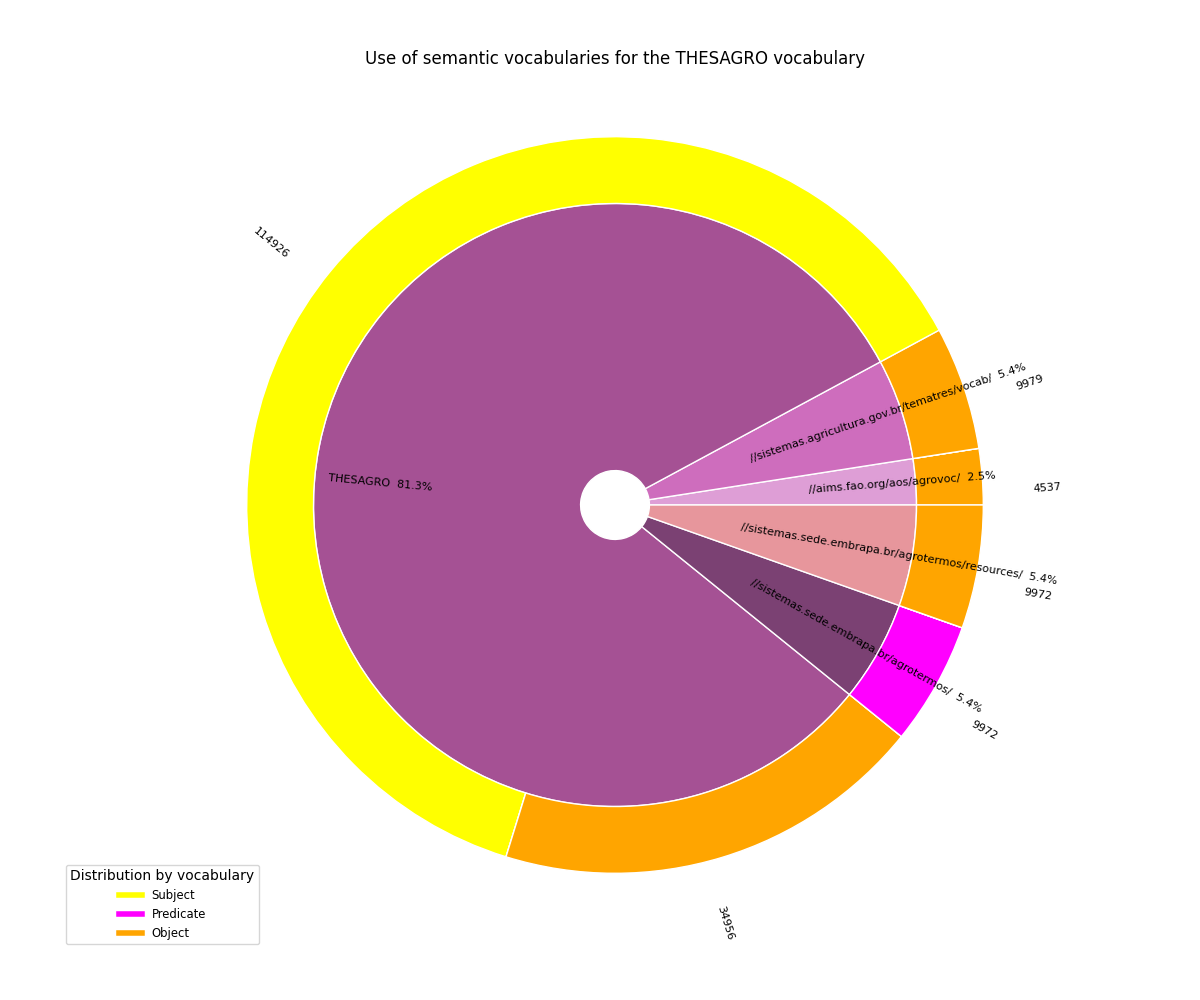 Use of semantic vocabularies for the THESAGRO vocabulary
114926
//sistemas.agricultura.gov.br/tematres/vocab/ 5.4%
9979
THESAGRO 81.3%
//aims.fao.org/aos/agrovoc/ 2.5%
4537
//sistemas.sede.embrapa.br/agrotermos/resources/ 5.4%
9972
//sistemas.sede.embrapa.br/agrotermos/ 5.4%
9972
34956
Distribution by vocabulary
Subject
Predicate
Object